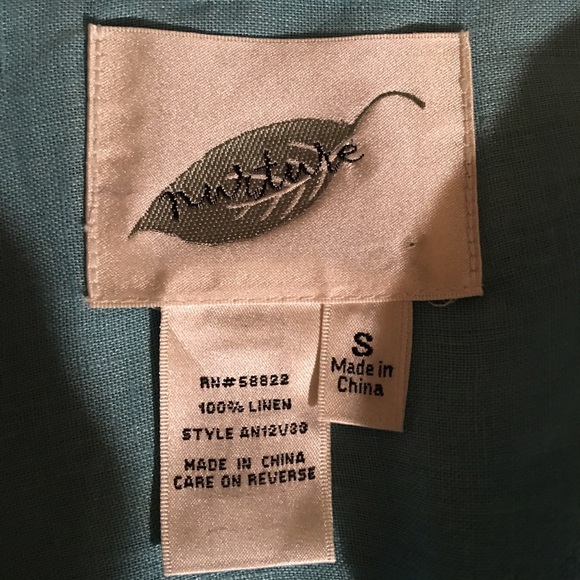 nurture
S
Made in
China
RN#58822
100% LINEN
STYLE AN12V39
MADE IN CHINA
CARE ON REVERSE